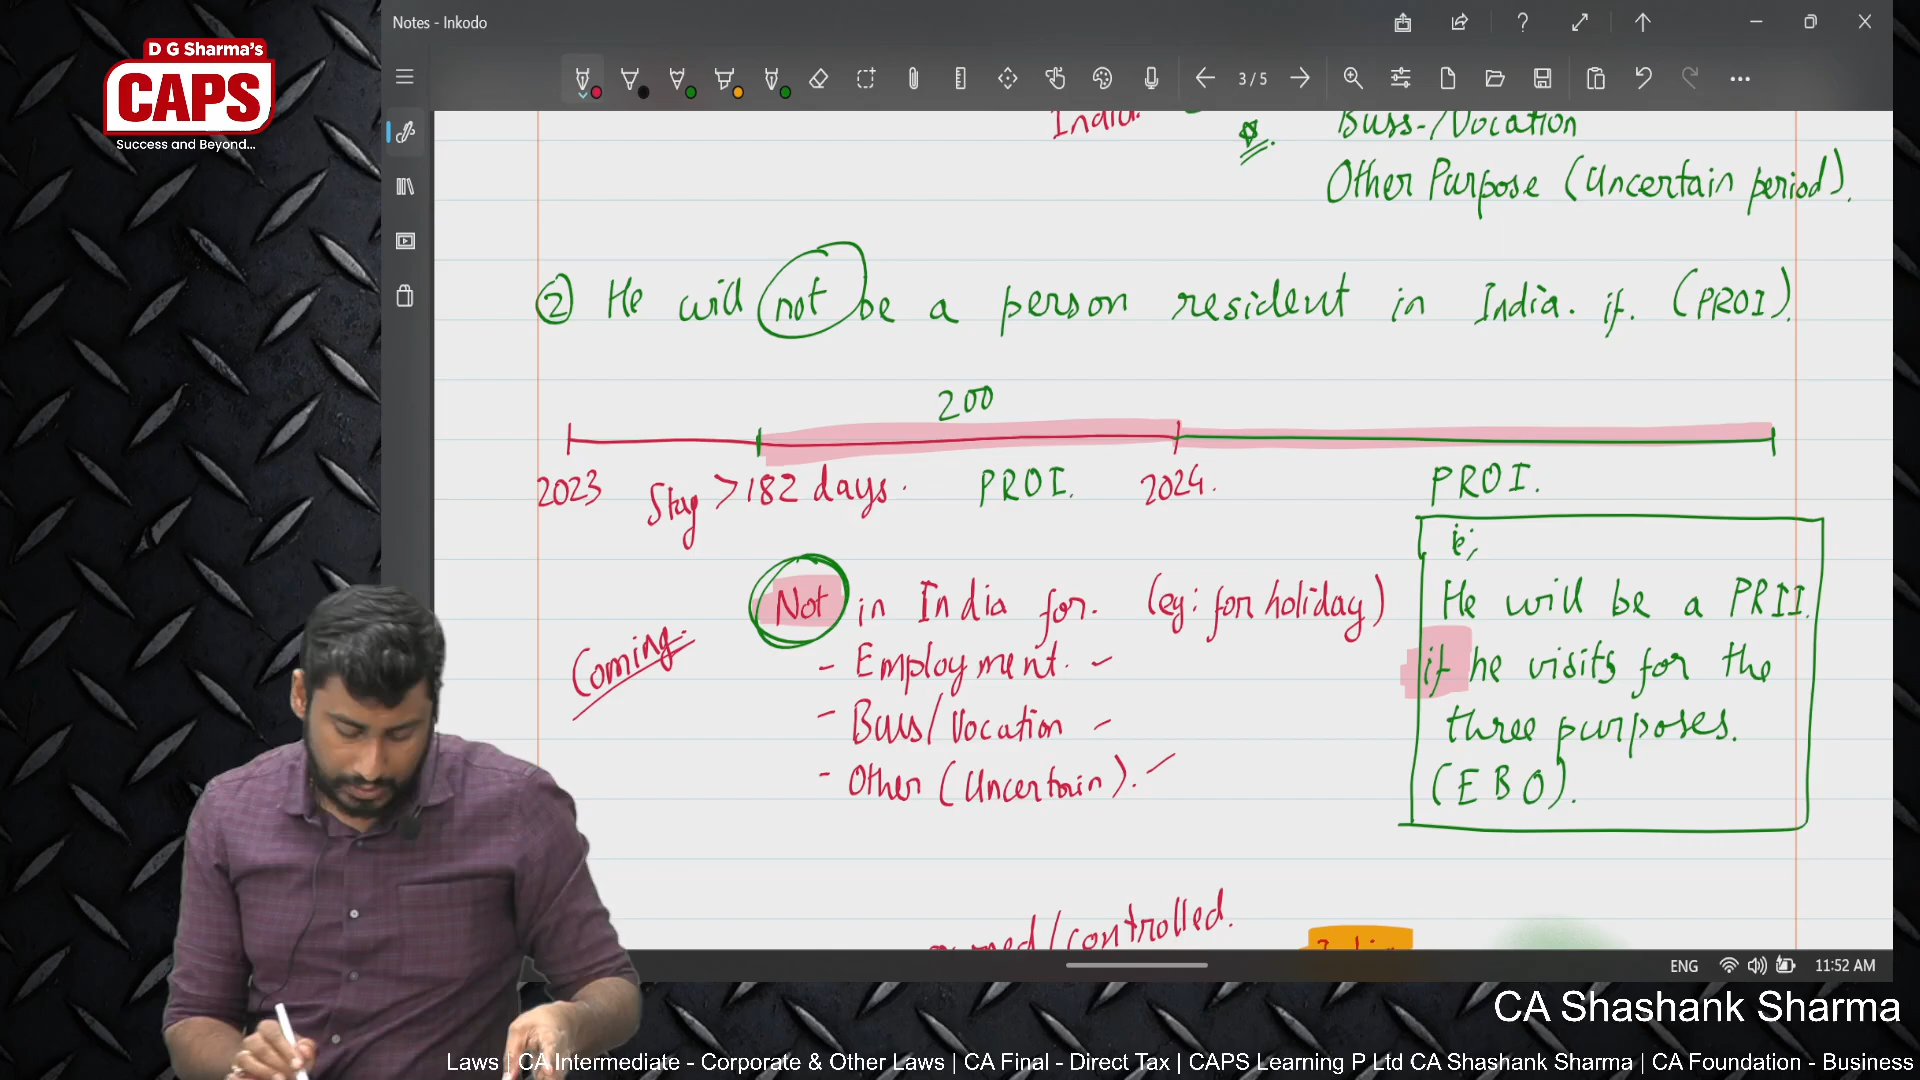 Notes - Inkodo
D G Sharma's
CAPS
Success and Beyond...
3/5
India.
Buss-/Vocation
Other Purpose (Uncertain period).
② He will not be a person resident in India. if. (PROI).
200
2023
Stay >182 days.
PROI.
2024.
PROI.
Not in India for. (eg: for holiday)
Coming.
- Employment. -
- Buss/Vocation -
- Other (Uncertain). -
ie;
He will be a PRII.
if he visits for the
three purposes.
(EBO).
/controlled.
ENG
11:52 AM
CA Shashank Sharma
Laws | CA Intermediate - Corporate & Other Laws | CA Final - Direct Tax | CAPS Learning P Ltd CA Shashank Sharma | CA Foundation - Business